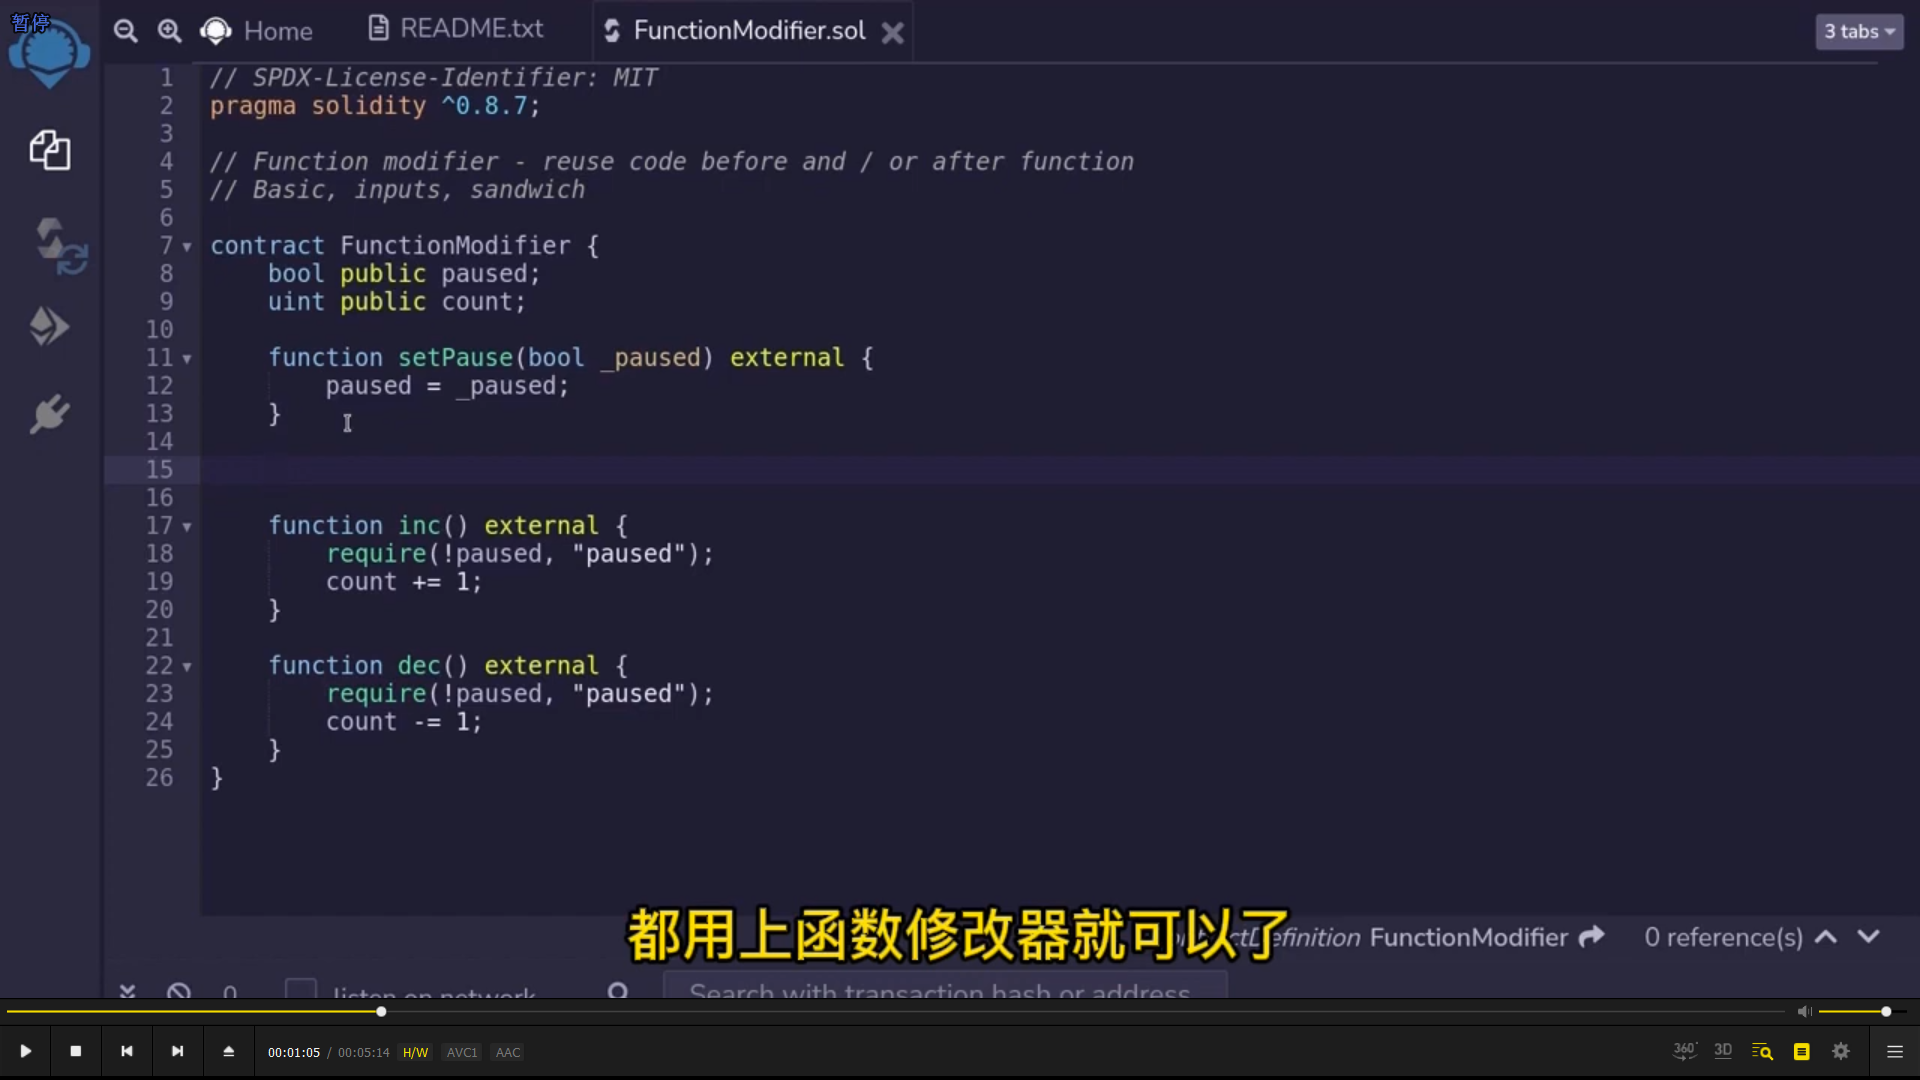 暂停
Home
README.txt
FunctionModifier.sol
3 tabs
1 // SPDX-License-Identifier: MIT
2 pragma solidity ^0.8.7;
3
4 // Function modifier - reuse code before and / or after function
5 // Basic, inputs, sandwich
6
7 contract FunctionModifier {
8 bool public paused;
9 uint public count;
10
11 function setPause(bool _paused) external {
12 paused = _paused;
13 }
14
15
16
17 function inc() external {
18 require(!paused, "paused");
19 count += 1;
20 }
21
22 function dec() external {
23 require(!paused, "paused");
24 count -= 1;
25 }
26 }
都用上函数修改器就可以了
Definition FunctionModifier
0 reference(s)
0
listen on network
Search with transaction hash or address
00:01:05 / 00:05:14 H/W AVC1 AAC
360° 3D